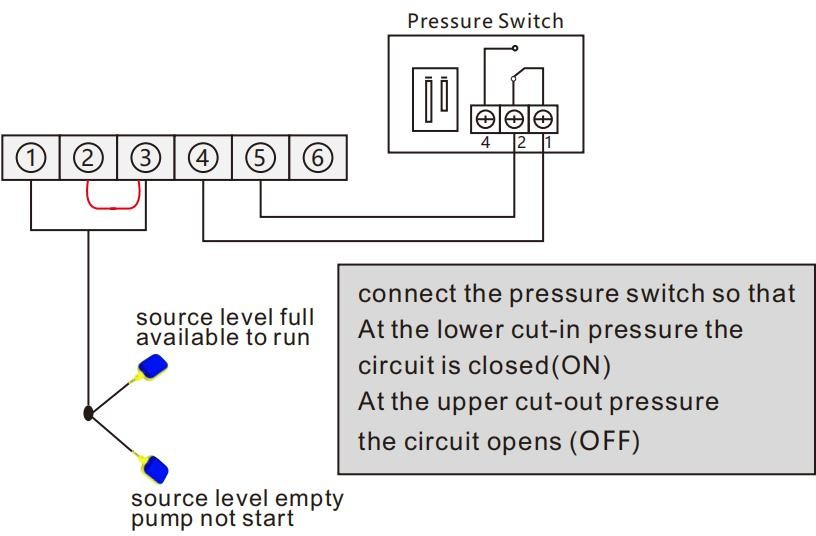 Pressure Switch
4 2 1
① ② ③ ④ ⑤ ⑥
source level full
available to run
connect the pressure switch so that
At the lower cut-in pressure the
circuit is closed(ON)
At the upper cut-out pressure
the circuit opens (OFF)
source level empty
pump not start